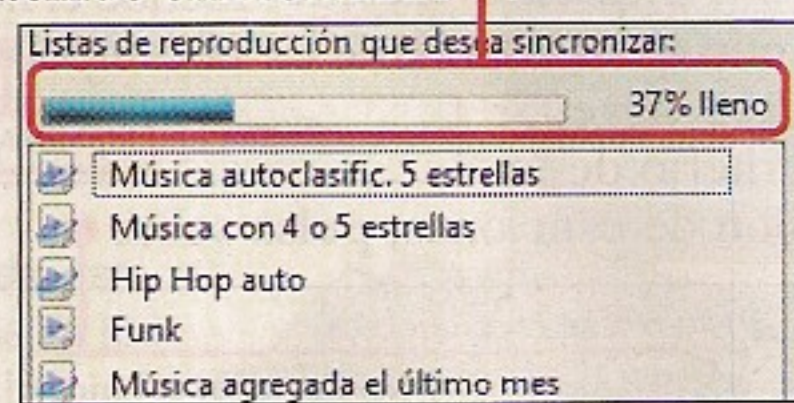 Listas de reproducción que desea sincronizar:
37% lleno
Música autoclasific. 5 estrellas
Música con 4 o 5 estrellas
Hip Hop auto
Funk
Música agregada el último mes